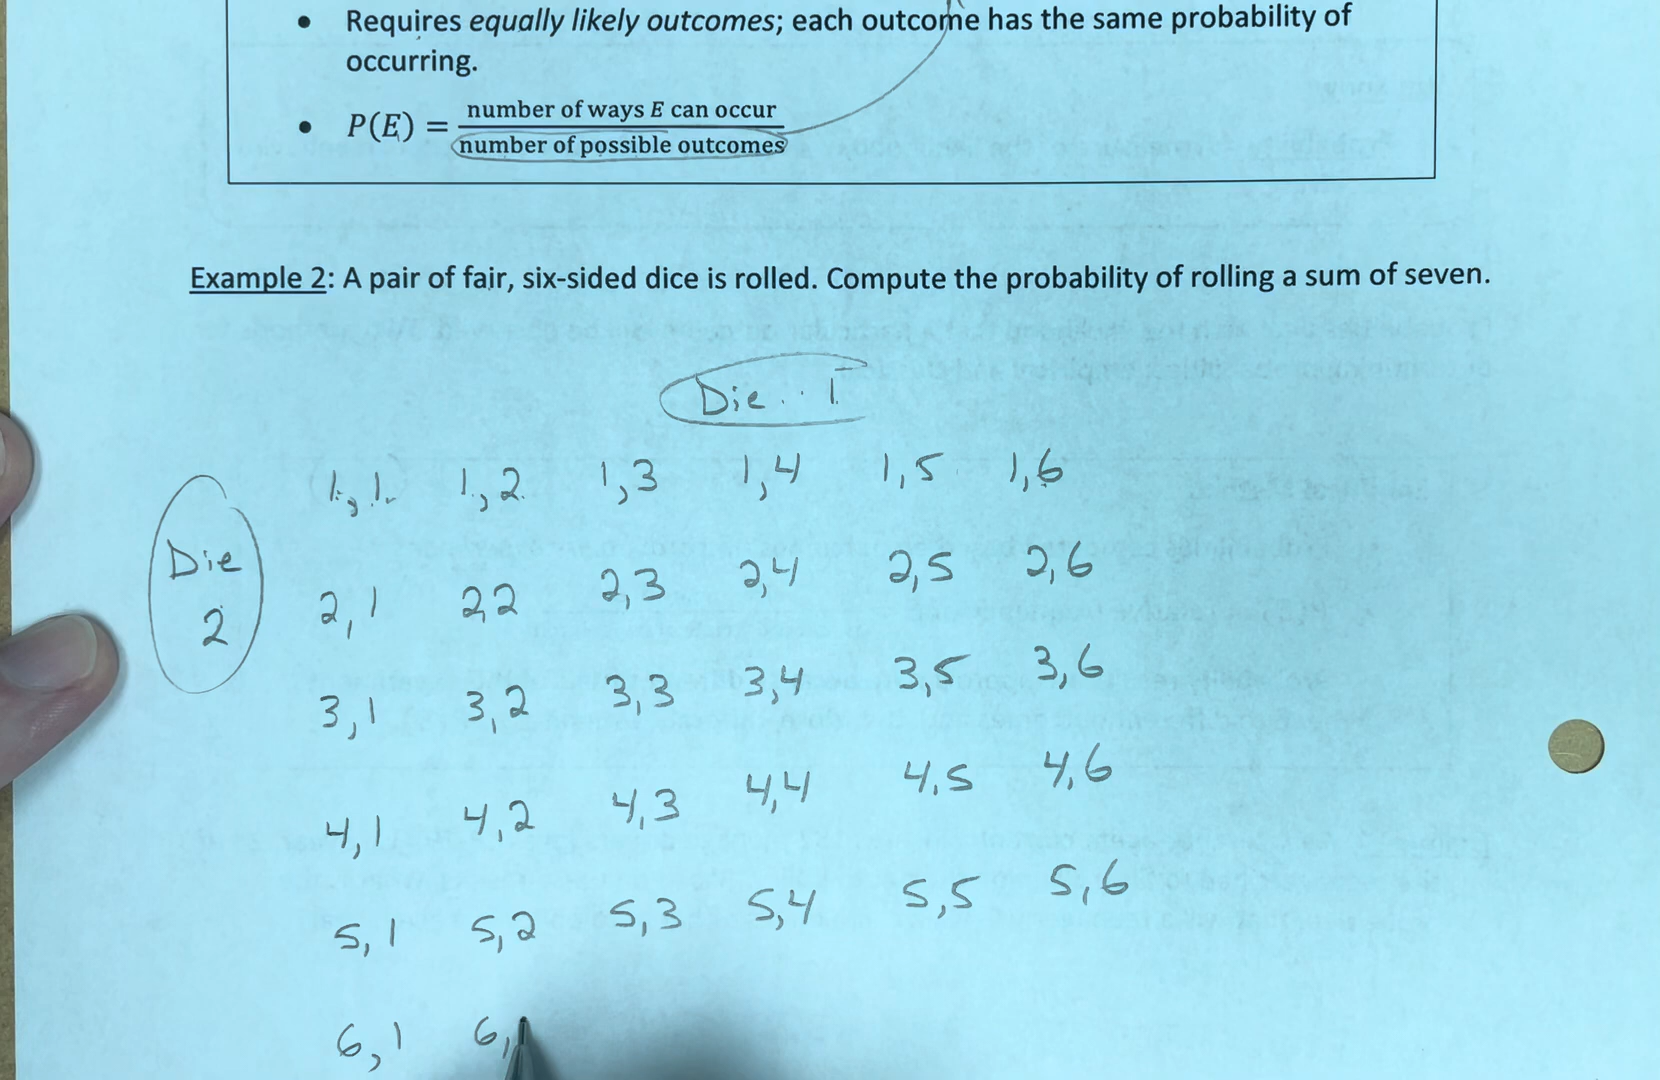 • Requires equally likely outcomes; each outcome has the same probability of
occurring.
• P(E) = number of ways E can occur / number of possible outcomes
Example 2: A pair of fair, six-sided dice is rolled. Compute the probability of rolling a sum of seven.
Die 1
1,1 1,2 1,3 1,4 1,5 1,6
Die
2
2,1 2,2 2,3 2,4 2,5 2,6
3,1 3,2 3,3 3,4 3,5 3,6
4,1 4,2 4,3 4,4 4,5 4,6
5,1 5,2 5,3 5,4 5,5 5,6
6,1 6,